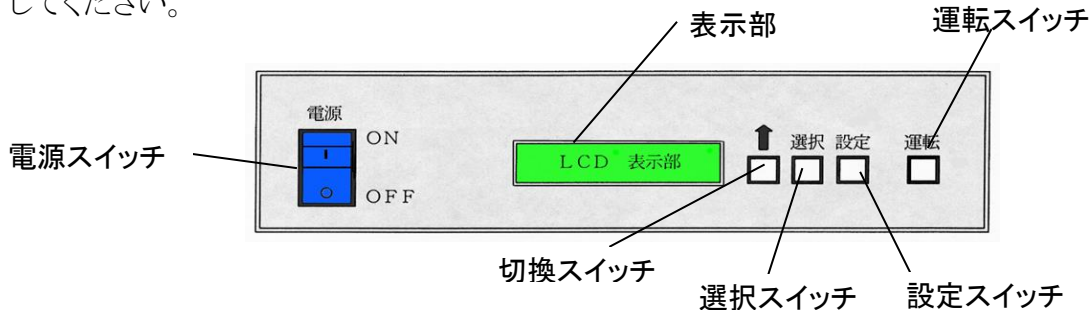 してください。
表示部
運転スイッチ
電源
電源スイッチ
ON
OFF
LCD 表示部
選択
設定
運転
切換スイッチ
選択スイッチ
設定スイッチ